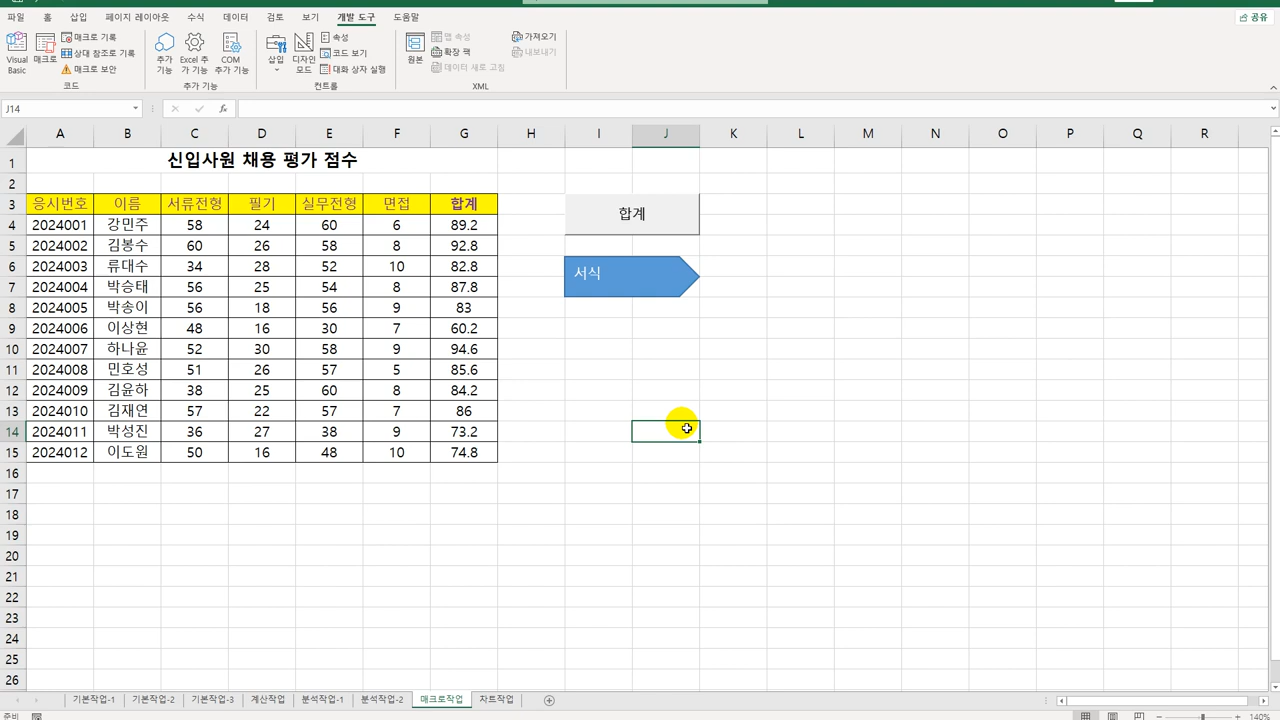 파일 홈 삽입 페이지 레이아웃 수식 데이터 검토 보기 개발 도구 도움말 공유
Visual Basic
매크로
매크로 기록
상대 참조로 기록
매크로 보안
코드
추가 기능
Excel 추가 기능
COM 추가 기능
추가 기능
삽입
디자인 모드
속성
코드 보기
대화 상자 실행
컨트롤
원본
맵 속성
확장 팩
데이터 새로 고침
가져오기
내보내기
XML
J14 fx
A B C D E F G H I J K L M N O P Q R
1 신입사원 채용 평가 점수
2
3 응시번호 이름 서류전형 필기 실무전형 면접 합계 합계
4 2024001 강민주 58 24 60 6 89.2
5 2024002 김봉수 60 26 58 8 92.8
6 2024003 류대수 34 28 52 10 82.8 서식
7 2024004 박승태 56 25 54 8 87.8
8 2024005 박송이 56 18 56 9 83
9 2024006 이상현 48 16 30 7 60.2
10 2024007 하나윤 52 30 58 9 94.6
11 2024008 민호성 51 26 57 5 85.6
12 2024009 김윤하 38 25 60 8 84.2
13 2024010 김재연 57 22 57 7 86
14 2024011 박성진 36 27 38 9 73.2
15 2024012 이도원 50 16 48 10 74.8
16
17
18
19
20
21
22
23
24
25
26
기본작업-1 기본작업-2 기본작업-3 계산작업 분석작업-1 분석작업-2 매크로작업 차트작업
준비 140%